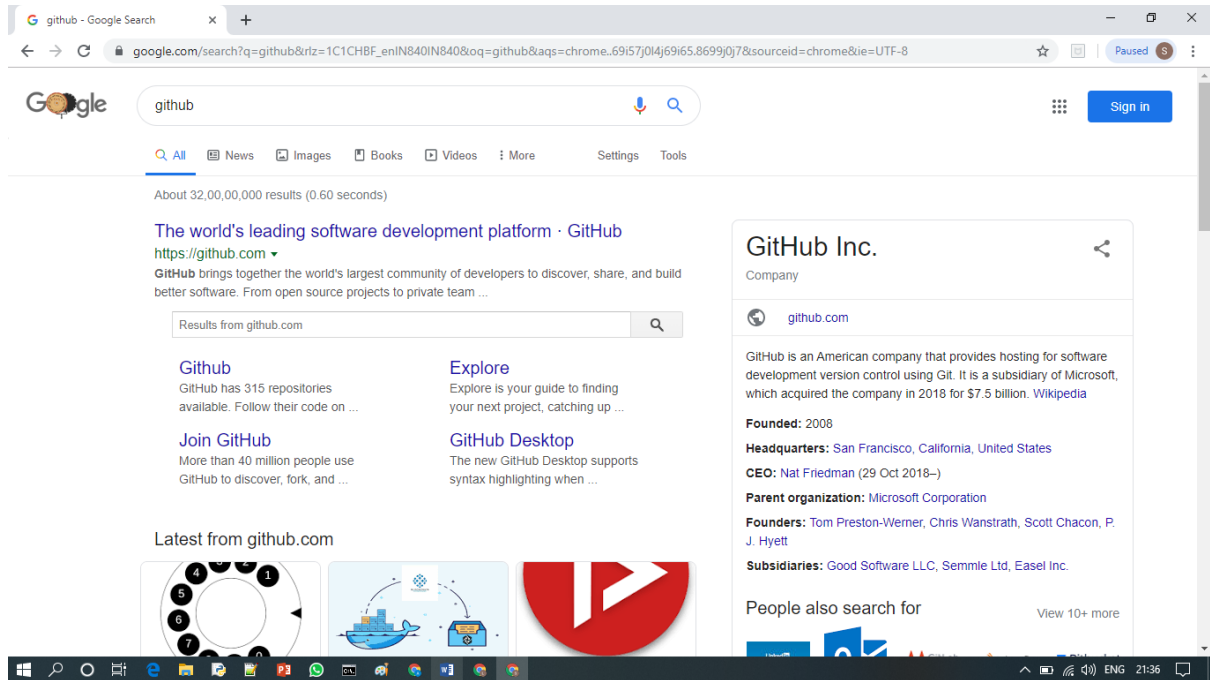 github - Google Search
google.com/search?q=github&rlz=1C1CHBF_enIN840IN840&oq=github&aqs=chrome..69i57j0l4j69i65.8699j0j7&sourceid=chrome&ie=UTF-8
Paused S
Google
github
Sign in
All News Images Books Videos More Settings Tools
About 32,00,00,000 results (0.60 seconds)
The world's leading software development platform · GitHub
https://github.com
GitHub brings together the world's largest community of developers to discover, share, and build
better software. From open source projects to private team ...
Results from github.com
Github
GitHub has 315 repositories
available. Follow their code on ...
Explore
Explore is your guide to finding
your next project, catching up ...
Join GitHub
More than 40 million people use
GitHub to discover, fork, and ...
GitHub Desktop
The new GitHub Desktop supports
syntax highlighting when ...
Latest from github.com
4
2
1
5
6
7
GitHub Inc.
Company
github.com
GitHub is an American company that provides hosting for software
development version control using Git. It is a subsidiary of Microsoft,
which acquired the company in 2018 for $7.5 billion. Wikipedia
Founded: 2008
Headquarters: San Francisco, California, United States
CEO: Nat Friedman (29 Oct 2018–)
Parent organization: Microsoft Corporation
Founders: Tom Preston-Werner, Chris Wanstrath, Scott Chacon, P.
J. Hyett
Subsidiaries: Good Software LLC, Semmle Ltd, Easel Inc.
People also search for
View 10+ more
ENG 21:36